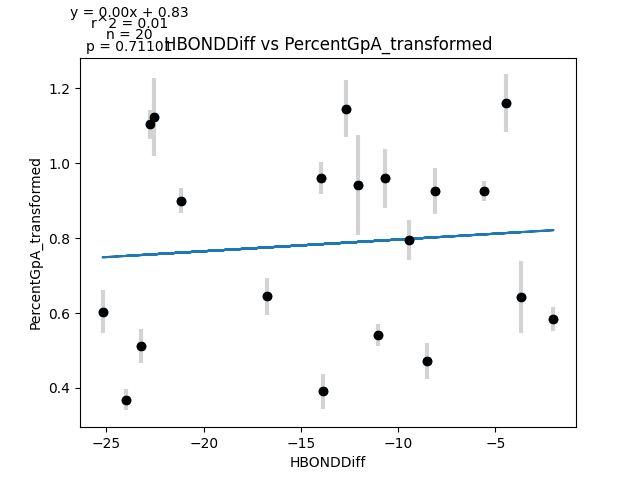 y = 0.00x + 0.83
r^2 = 0.01
n = 20
p = 0.71101
HBONDDiff vs PercentGpA_transformed
1.2
1.0
0.8
0.6
0.4
PercentGpA_transformed
−25
−20
−15
−10
−5
HBONDDiff